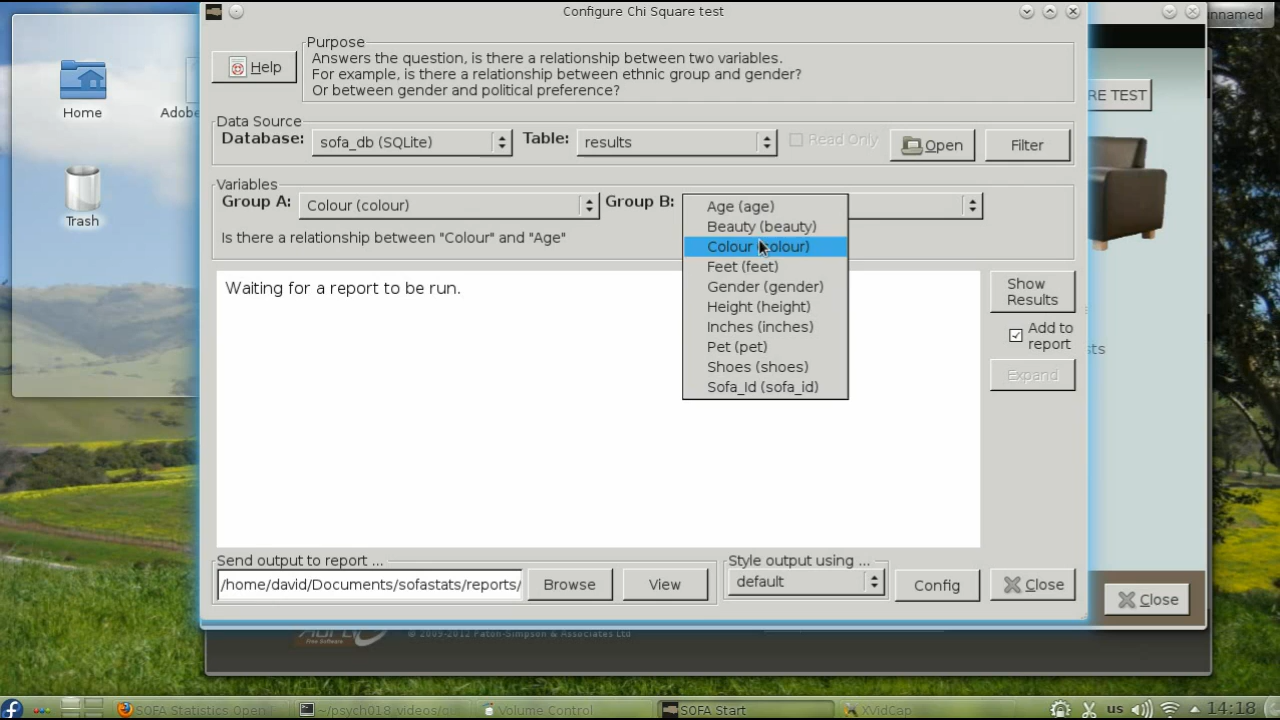 Configure Chi Square test
unnamed
Purpose
Help
Answers the question, is there a relationship between two variables.
For example, is there a relationship between ethnic group and gender?
Or between gender and political preference?
Home
Adobe
RE TEST
Data Source
Database: sofa_db (SQLite) Table: results Read Only Open Filter
Variables
Group A: Colour (colour) Group B:
Is there a relationship between "Colour" and "Age"
Trash
Age (age)
Beauty (beauty)
Colour (colour)
Feet (feet)
Gender (gender)
Height (height)
Inches (inches)
Pet (pet)
Shoes (shoes)
Sofa_Id (sofa_id)
Waiting for a report to be run.
Show
Results
Add to
report
Expand
Send output to report ...
/home/david/Documents/sofastats/reports/ Browse View
Style output using ...
default Config Close
Close
© 2009-2012 Paton-Simpson & Associates Ltd
SOFA Statistics Open
~/psych018_videos/
Volume Control
SOFA Start
XVidCap
us
14:18